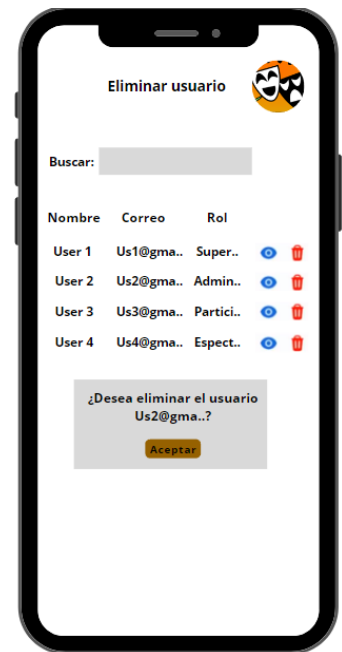 Eliminar usuario
Buscar:
Nombre Correo Rol
User 1 Us1@gma.. Super..
User 2 Us2@gma.. Admin..
User 3 Us3@gma.. Partici..
User 4 Us4@gma.. Espect..
¿Desea eliminar el usuario
Us2@gma..?
Aceptar